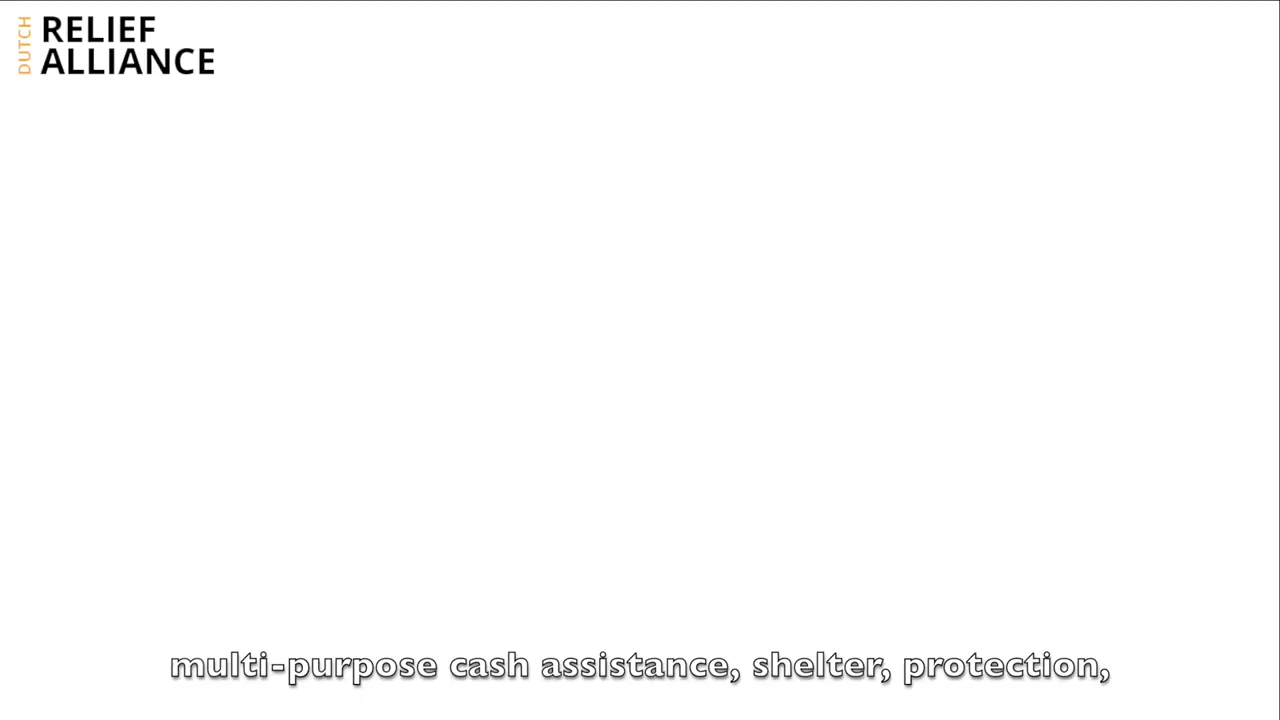 DUTCH
RELIEF
ALLIANCE
multi-purpose cash assistance, shelter, protection,